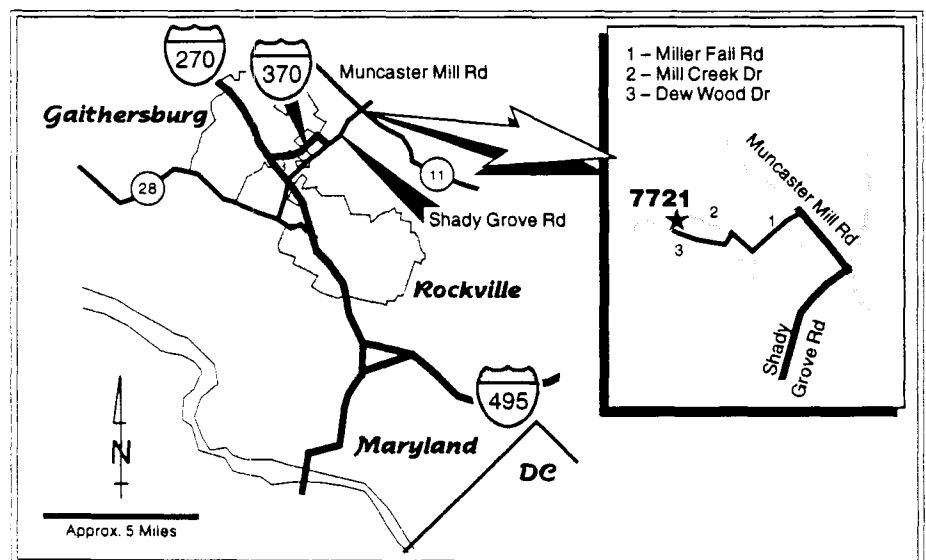 270
370
Muncaster Mill Rd
Gaithersburg
28
11
Shady Grove Rd
Rockville
495
Maryland
DC
N
Approx. 5 Miles
1 – Miller Fall Rd
2 – Mill Creek Dr
3 – Dew Wood Dr
Muncaster Mill Rd
7721
2
1
3
Shady
Grove Rd